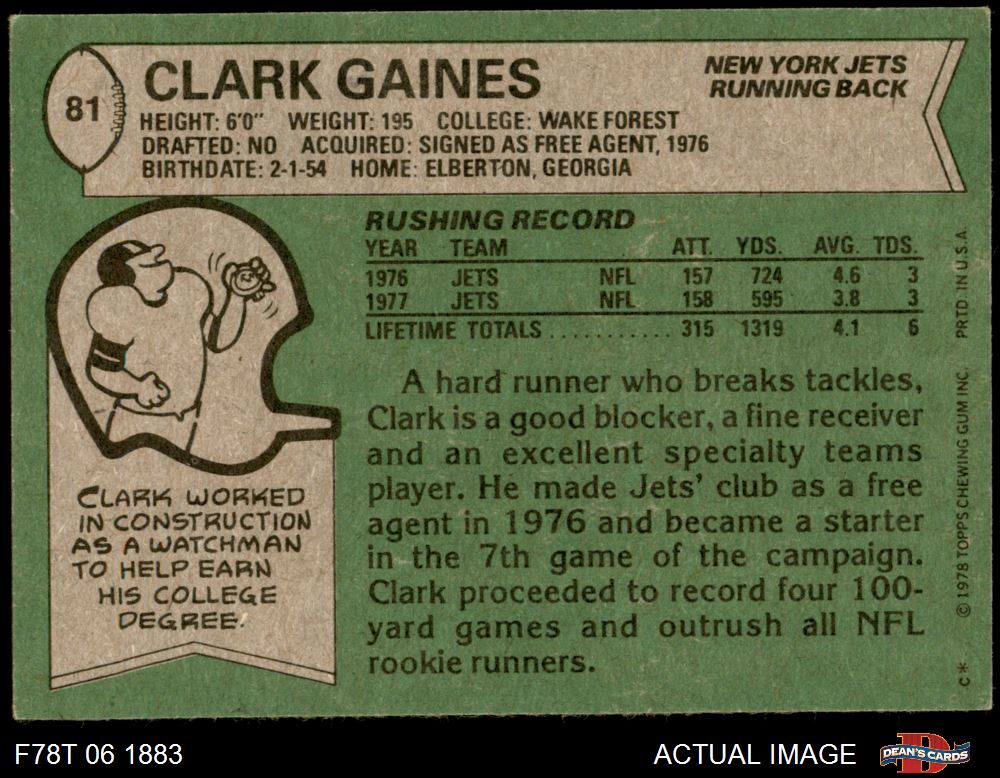 81
CLARK GAINES
NEW YORK JETS
RUNNING BACK
HEIGHT: 6'0" WEIGHT: 195 COLLEGE: WAKE FOREST
DRAFTED: NO ACQUIRED: SIGNED AS FREE AGENT, 1976
BIRTHDATE: 2-1-54 HOME: ELBERTON, GEORGIA
RUSHING RECORD
YEAR TEAM ATT. YDS. AVG. TDS.
1976 JETS NFL 157 724 4.6 3
1977 JETS NFL 158 595 3.8 3
LIFETIME TOTALS ........... 315 1319 4.1 6
A hard runner who breaks tackles,
Clark is a good blocker, a fine receiver
and an excellent specialty teams
player. He made Jets' club as a free
agent in 1976 and became a starter
in the 7th game of the campaign.
Clark proceeded to record four 100-
yard games and outrush all NFL
rookie runners.
CLARK WORKED
IN CONSTRUCTION
AS A WATCHMAN
TO HELP EARN
HIS COLLEGE
DEGREE.
C* © 1978 TOPPS CHEWING GUM INC. PRTD. IN U.S.A.
F78T 06 1883
ACTUAL IMAGE
D
DEAN'S CARDS